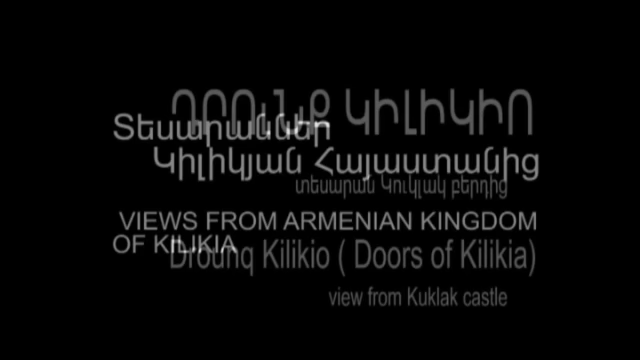 ԴՐՈՒՆՔ ԿԻԼԻԿԻՈ
Տեսարաններ
Կիլիկյան Հայաստանից
տեսարան Կուկլակ բերդից
VIEWS FROM ARMENIAN KINGDOM
OF KILIKIA
Drounq Kilikio ( Doors of Kilikia)
view from Kuklak castle